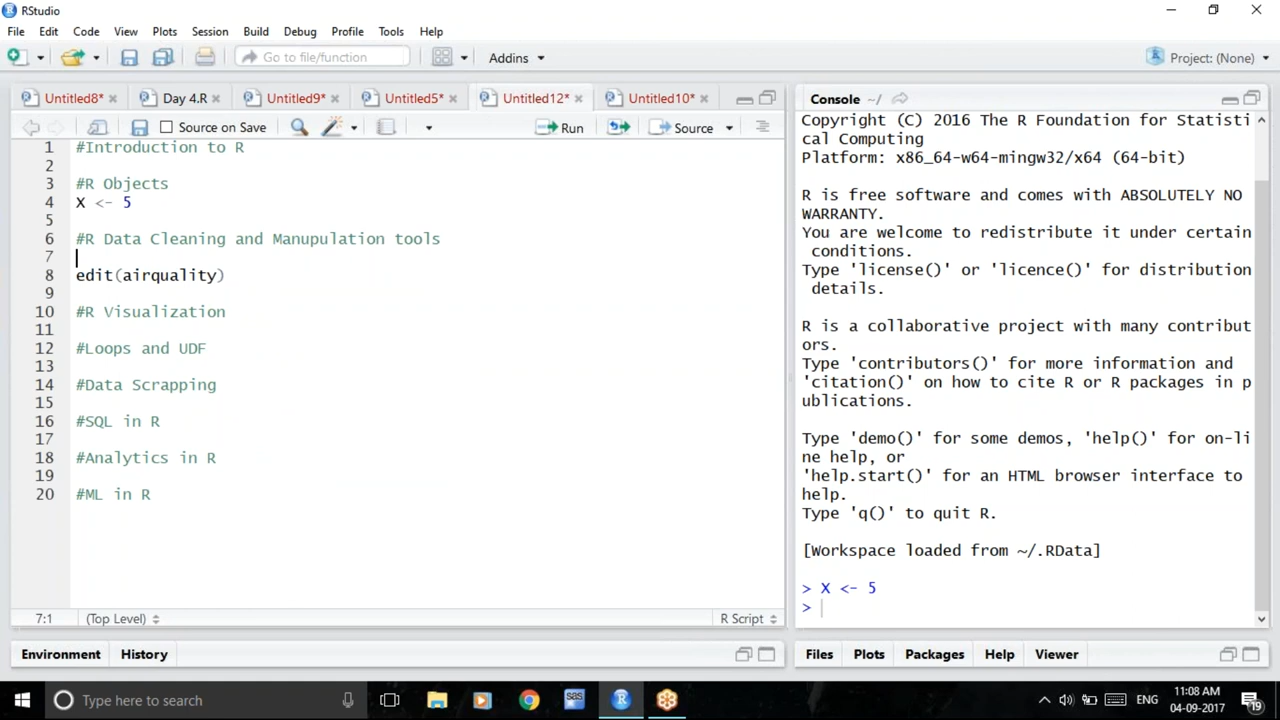 RStudio
File Edit Code View Plots Session Build Debug Profile Tools Help
Go to file/function Addins Project: (None)
Untitled8* Day 4.R Untitled9* Untitled5* Untitled12* Untitled10*
Source on Save Run Source
1 #Introduction to R
2
3 #R Objects
4 X <- 5
5
6 #R Data Cleaning and Manupulation tools
7
8 edit(airquality)
9
10 #R Visualization
11
12 #Loops and UDF
13
14 #Data Scrapping
15
16 #SQL in R
17
18 #Analytics in R
19
20 #ML in R
7:1 (Top Level) R Script
Environment History
Console ~/
Copyright (C) 2016 The R Foundation for Statisti
cal Computing
Platform: x86_64-w64-mingw32/x64 (64-bit)
R is free software and comes with ABSOLUTELY NO
WARRANTY.
You are welcome to redistribute it under certain
conditions.
Type 'license()' or 'licence()' for distribution
details.
R is a collaborative project with many contribut
ors.
Type 'contributors()' for more information and
'citation()' on how to cite R or R packages in p
ublications.
Type 'demo()' for some demos, 'help()' for on-li
ne help, or
'help.start()' for an HTML browser interface to
help.
Type 'q()' to quit R.
[Workspace loaded from ~/.RData]
> X <- 5
>
Files Plots Packages Help Viewer
Type here to search
sas
ENG
11:08 AM
04-09-2017
19